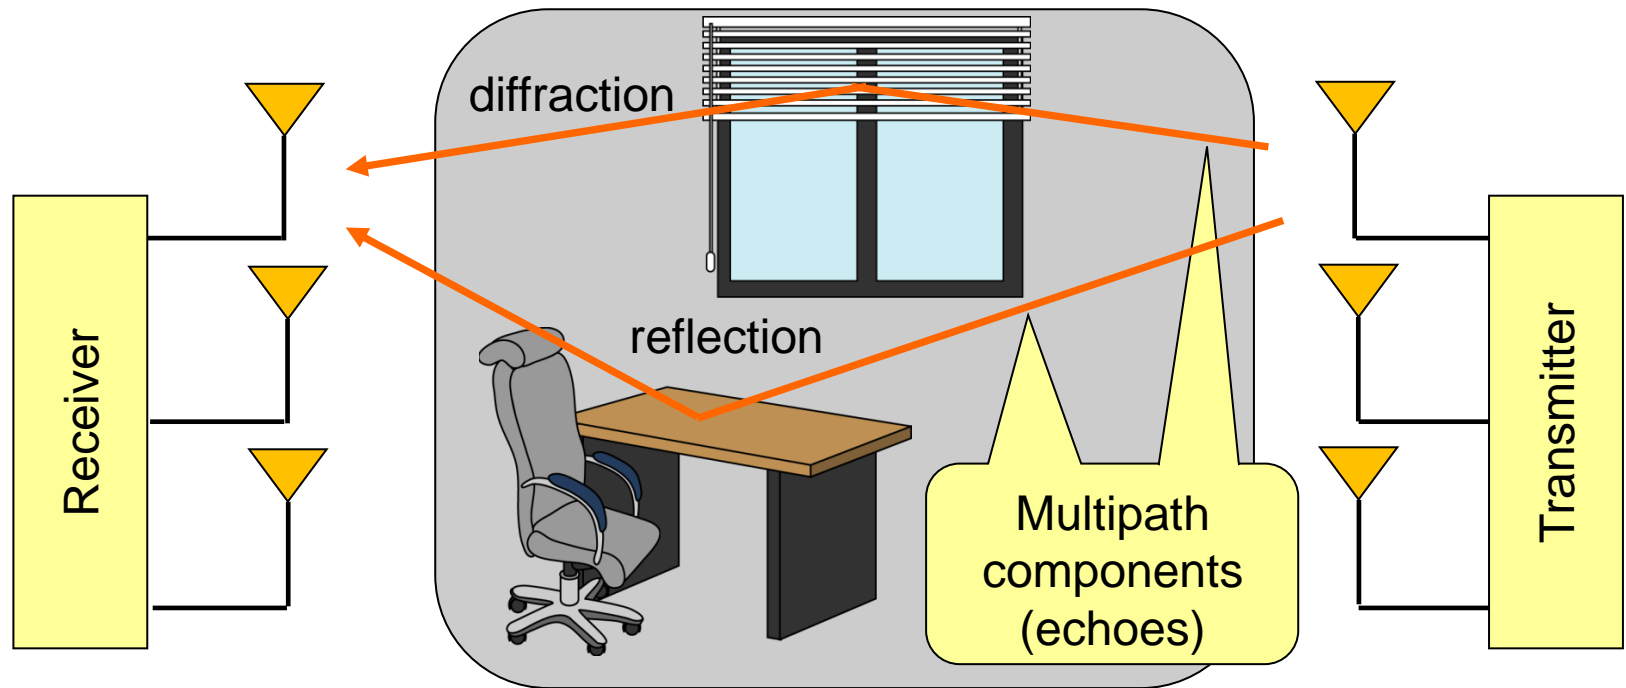 diffraction
reflection
Receiver
Transmitter
Multipath
components
(echoes)